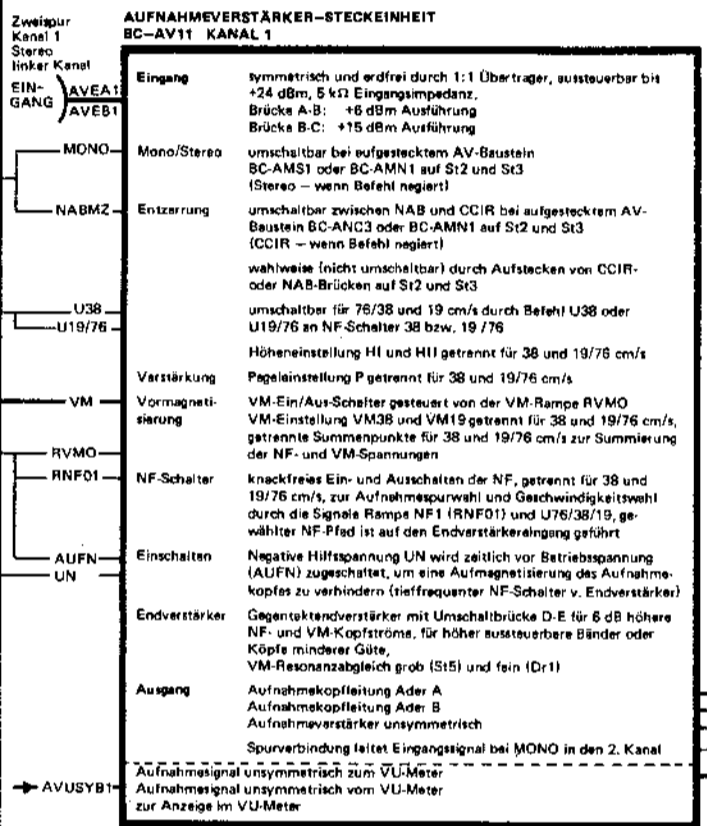 Zweispur
Kanal 1
Stereo
linker Kanal
AUFNAHMEVERSTÄRKER–STECKEINHEIT
BC–AV11 KANAL 1
EIN-
GANG
AVEA1
AVEB1
Eingang
symmetrisch und erdfrei durch 1:1 Übertrager, aussteuerbar bis
+24 dBm, 5 kΩ Eingangsimpedanz,
Brücke A-B: +6 dBm Ausführung
Brücke B-C: +15 dBm Ausführung
MONO
Mono/Stereo
umschaltbar bei aufgestecktem AV-Baustein
BC-AMS1 oder BC-AMN1 auf St2 und St3
(Stereo – wenn Befehl negiert)
NABMZ
Entzerrung
umschaltbar zwischen NAB und CCIR bei aufgestecktem AV-
Baustein BC-ANC3 oder BC-AMN1 auf St2 und St3
(CCIR – wenn Befehl negiert)
wahlweise (nicht umschaltbar) durch Aufstecken von CCIR-
oder NAB-Brücken auf St2 und St3
U38
U19/76
umschaltbar für 76/38 und 19 cm/s durch Befehl U38 oder
U19/76 an NF-Schalter 38 bzw. 19 /76
Höheneinstellung HI und HII getrennt für 38 und 19/76 cm/s
Verstärkung
Pegeleinstellung P getrennt für 38 und 19/76 cm/s
VM
Vormagneti-
sierung
VM-Ein/Aus-Schalter gesteuert von der VM-Rampe RVMO
VM-Einstellung VM38 und VM19 getrennt für 38 und 19/76 cm/s,
getrennte Summenpunkte für 38 und 19/76 cm/s zur Summierung
der NF- und VM-Spannungen
RVMO
RNF01
NF-Schalter
knackfreies Ein- und Ausschalten der NF, getrennt für 38 und
19/76 cm/s, zur Aufnahmespurwahl und Geschwindigkeitswahl
durch die Signale Rampe NF1 (RNF01) und U76/38/19, ge-
wählter NF-Pfad ist auf den Endverstärkereingang geführt
AUFN
UN
Einschalten
Negative Hilfsspannung UN wird zeitlich vor Betriebsspannung
(AUFN) zugeschaltet, um eine Aufmagnetisierung des Aufnahme-
kopfes zu verhindern (tieffrequenter NF-Schalter v. Endverstärker)
Endverstärker
Gegentaktendverstärker mit Umschaltbrücke D-E für 6 dB höhere
NF- und VM-Kopfströme, für höher aussteuerbare Bänder oder
Köpfe minderer Güte,
VM-Resonanzabgleich grob (St5) und fein (Dr1)
Ausgang
Aufnahmekopfleitung Ader A
Aufnahmekopfleitung Ader B
Aufnahmeverstärker unsymmetrisch
Spurverbindung leitet Eingangssignal bei MONO in den 2. Kanal
AVUSYB1
Aufnahmesignal unsymmetrisch zum VU-Meter
Aufnahmesignal unsymmetrisch vom VU-Meter
zur Anzeige im VU-Meter